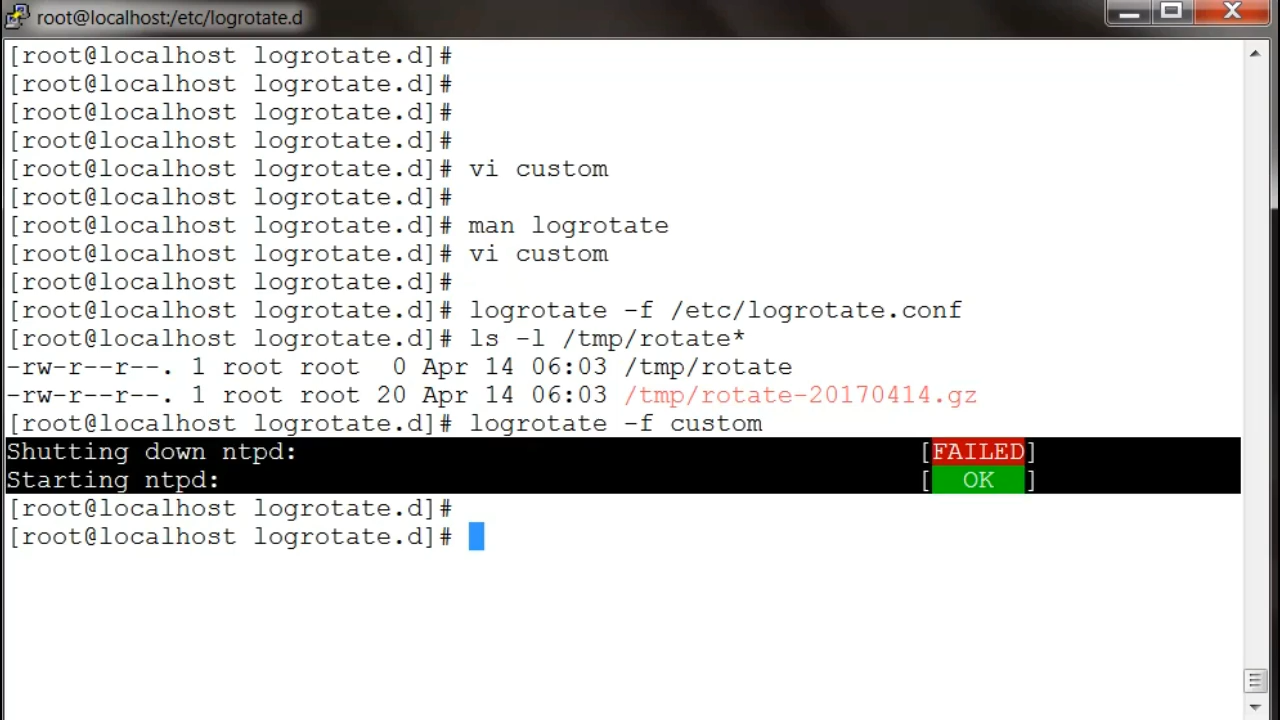 root@localhost:/etc/logrotate.d
[root@localhost logrotate.d]#
[root@localhost logrotate.d]#
[root@localhost logrotate.d]#
[root@localhost logrotate.d]#
[root@localhost logrotate.d]# vi custom
[root@localhost logrotate.d]#
[root@localhost logrotate.d]# man logrotate
[root@localhost logrotate.d]# vi custom
[root@localhost logrotate.d]#
[root@localhost logrotate.d]# logrotate -f /etc/logrotate.conf
[root@localhost logrotate.d]# ls -l /tmp/rotate*
-rw-r--r--. 1 root root  0 Apr 14 06:03 /tmp/rotate
-rw-r--r--. 1 root root 20 Apr 14 06:03 /tmp/rotate-20170414.gz
[root@localhost logrotate.d]# logrotate -f custom
Shutting down ntpd: [FAILED]
Starting ntpd: [  OK  ]
[root@localhost logrotate.d]#
[root@localhost logrotate.d]#